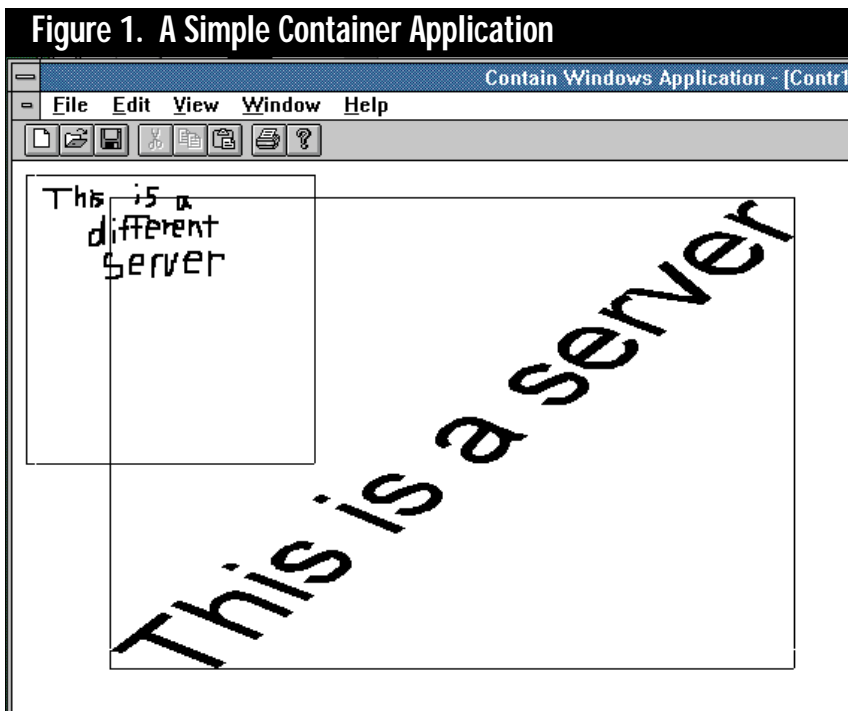 Figure 1. A Simple Container Application
Contain Windows Application - [Contr1
File Edit View Window Help
This is a
different
server
This is a server